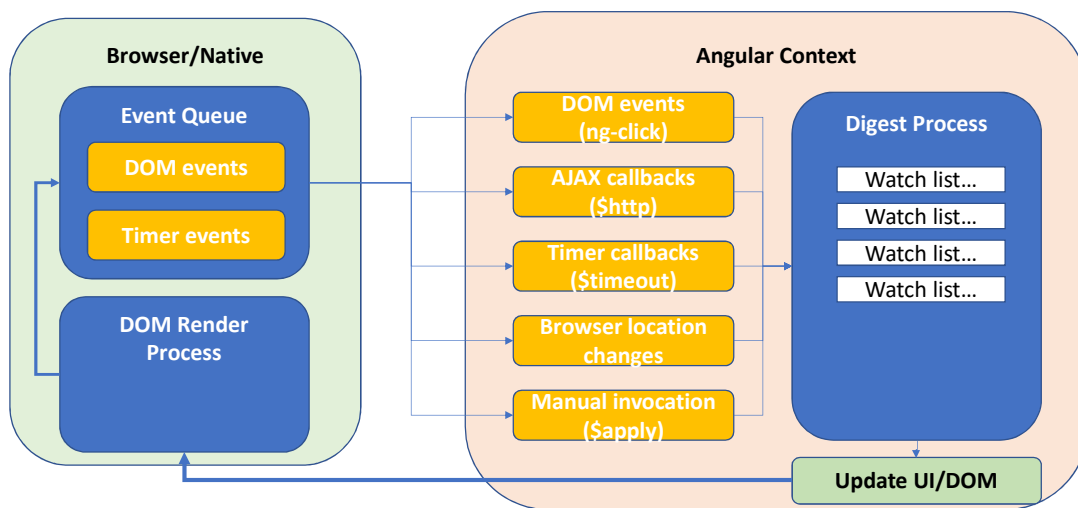 Browser/Native
Event Queue
DOM events
Timer events
DOM Render
Process
Angular Context
DOM events
(ng-click)
AJAX callbacks
($http)
Timer callbacks
($timeout)
Browser location
changes
Manual invocation
($apply)
Digest Process
Watch list…
Watch list…
Watch list…
Watch list…
Update UI/DOM